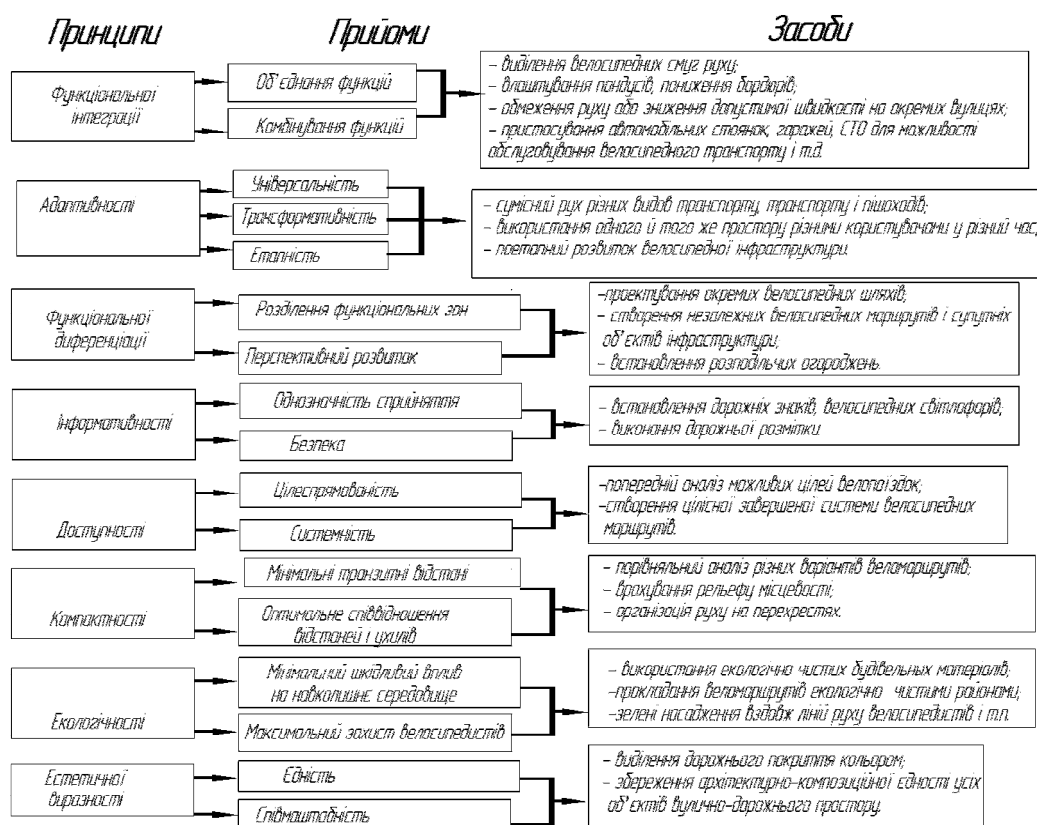 Принципи
Прийоми
Засоби
Функціональної
інтеграції
Об'єднання функцій
Комбінування функцій
– виділення велосипедних смуг руху;
– влаштування пандусів, пониження бордюрів;
– обмеження руху або зниження допустимої швидкості на окремих вулицях;
– пристосування автомобільних стоянок, гаражей, СТО для можливості
обслуговування велосипедного транспорту і т.д.
Адаптивності
Універсальність
Трансформативність
Етапність
– сумісний рух різних видов транспорту, транспорту і пішоходів;
– використання одного й того же простору різними користувачами у різний час;
– поетапний розвиток велосипедної інфраструктури.
Функціональної
диференціації
Розділення функціональних зон
Перспективний розвиток
–проектування окремих велосипедних шляхів;
– створення незалежних веласипедних маршрутів і супутніх
об'єктів інфраструктури;
– встановлення розподільчих огороджень.
Інформативності
Однозначність сприйняття
Безпека
– встановлення дорожніх знаків, велосипедних світлофорів;
– виконання дорожньої розмітки.
Доступності
Цілеспрямованість
Системність
–попередній аналіз можливих цілей велопоїздок;
–створення цілісної завершеної системи велосипедних
маршрутів.
Компактності
Мінімальні транзитні відстані
Оптимальне співвідношення
відстаней і ухилів
– порівняльний аналіз різних варіантів веломаршрутів;
– врахування рельєфу місцевості;
– організація руху на перехрестях.
Екологічності
Мінімалиий шкідливий вплив
на навколишнє середовище
Максимальний захист велосипедистів
– використання екологічно чистих будівельних матеріалів;
–прокладання веломаршрутів екологічно чистими районами;
–зелені насадження вздовж ліній руху велосипедистів і т.п.
Естетичної
виразності
Єдність
Співмаштабність
– виділення дорожнього покриття кольором;
– збереження архітектурно-композиційної єдності усіх
об'єктів вулично-дорожнього простору.